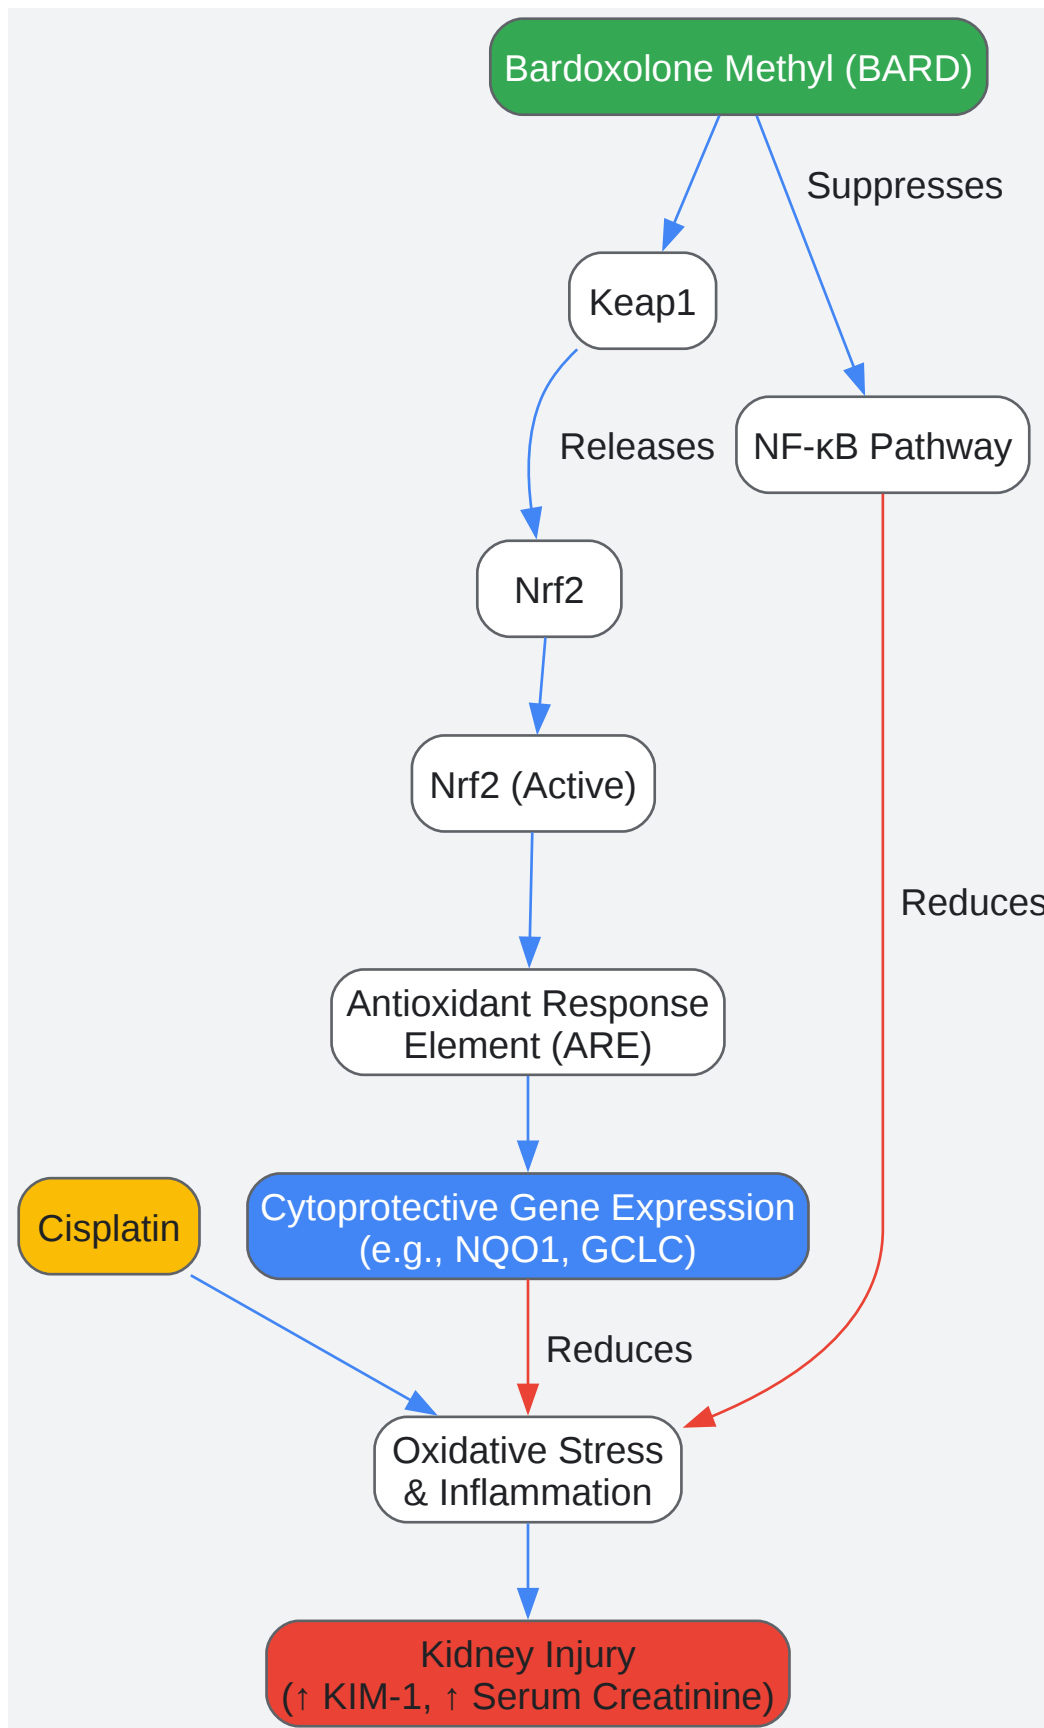 Bardoxolone Methyl (BARD)
Suppresses
Keap1
Releases
NF-κB Pathway
Nrf2
Nrf2 (Active)
Reduces
Antioxidant Response
Element (ARE)
Cisplatin
Cytoprotective Gene Expression
(e.g., NQO1, GCLC)
Reduces
Oxidative Stress
& Inflammation
Kidney Injury
(↑ KIM-1, ↑ Serum Creatinine)